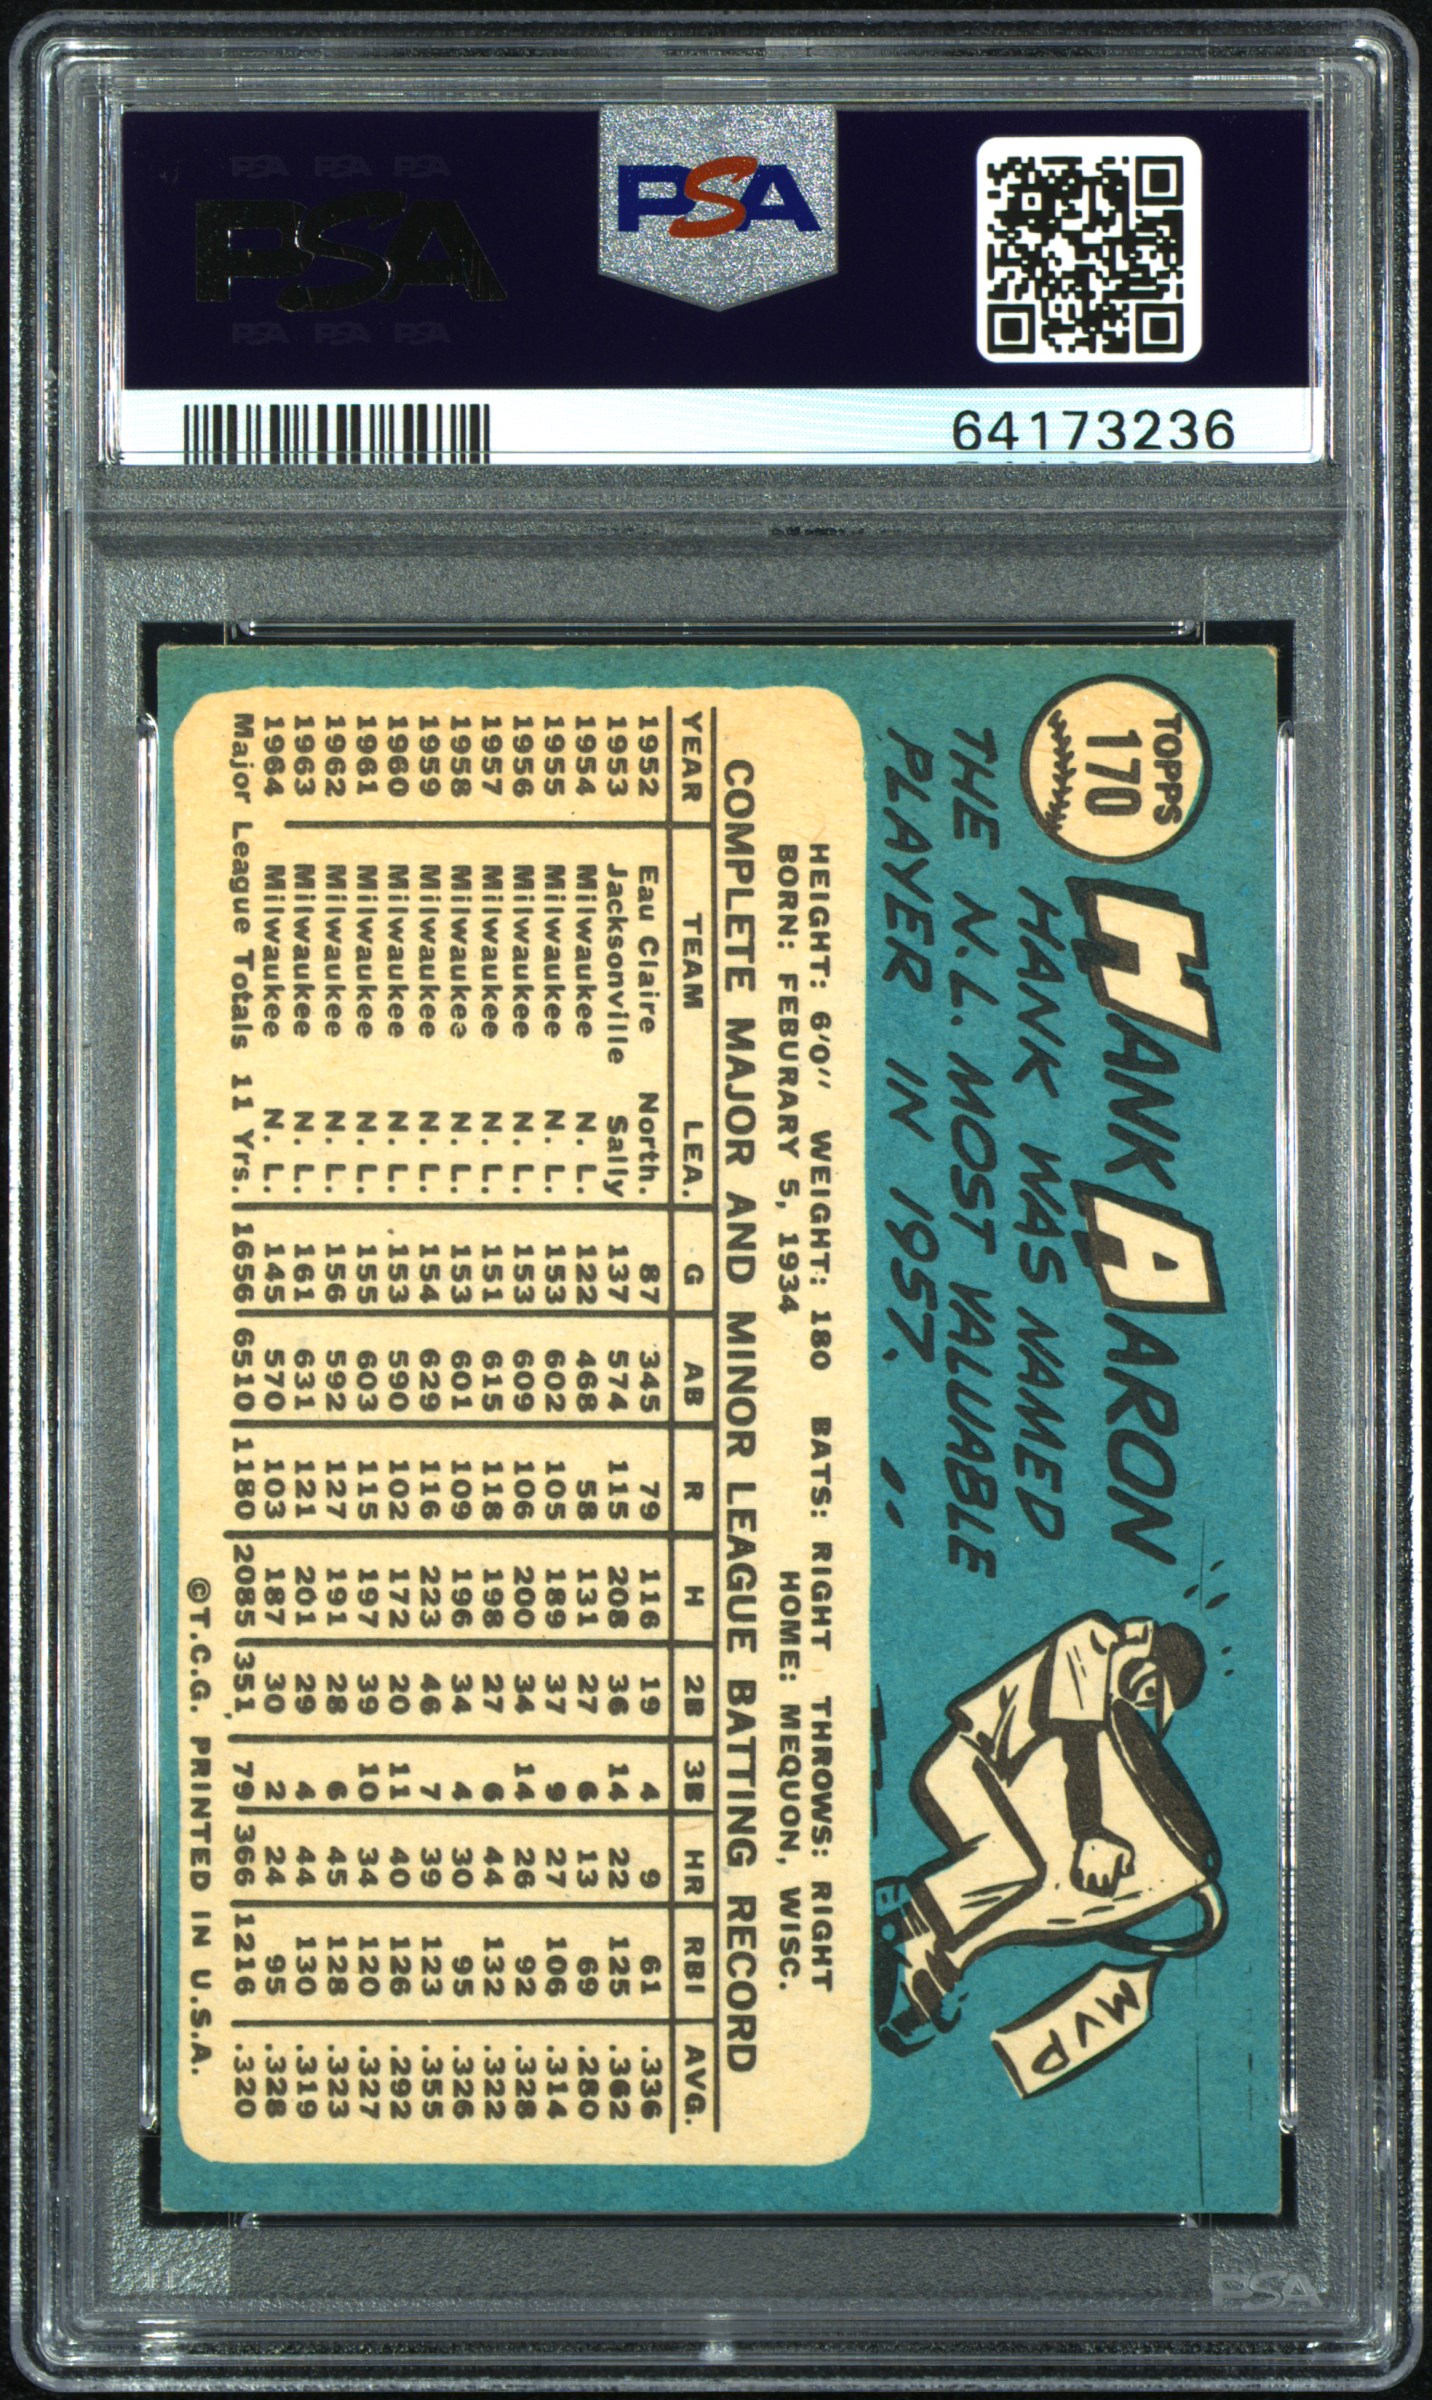 PSA PSA PSA
PSA
PSA PSA PSA
PSA
64173236
TOPPS
170
HANK AARON
HANK WAS NAMED
THE N.L. MOST VALUABLE
PLAYER IN 1957.
MVP
HEIGHT: 6'0" WEIGHT: 180 BATS: RIGHT THROWS: RIGHT
BORN: FEBURARY 5, 1934 HOME: MEQUON, WISC.
COMPLETE MAJOR AND MINOR LEAGUE BATTING RECORD
YEAR TEAM LEA. G AB R H 2B 3B HR RBI AVG.
1952 Eau Claire North. 87 345 79 116 19 4 9 61 .336
1953 Jacksonville Sally 137 574 115 208 36 14 22 125 .362
1954 Milwaukee N. L. 122 468 58 131 27 6 13 69 .280
1955 Milwaukee N. L. 153 602 105 189 37 9 27 106 .314
1956 Milwaukee N. L. 153 609 106 200 34 14 26 92 .328
1957 Milwaukee N. L. 151 615 118 198 27 6 44 132 .322
1958 Milwaukee N. L. 153 601 109 196 34 4 30 95 .326
1959 Milwaukee N. L. 154 629 116 223 46 7 39 123 .355
1960 Milwaukee N. L. 153 590 102 172 20 11 40 126 .292
1961 Milwaukee N. L. 155 603 115 197 39 10 34 120 .327
1962 Milwaukee N. L. 156 592 127 191 28 6 45 128 .323
1963 Milwaukee N. L. 161 631 121 201 29 4 44 130 .319
1964 Milwaukee N. L. 145 570 103 187 30 2 24 95 .328
Major League Totals 11 Yrs. 1656 6510 1180 2085 351 79 366 1216 .320
©T.C.G. PRINTED IN U.S.A.
PSA